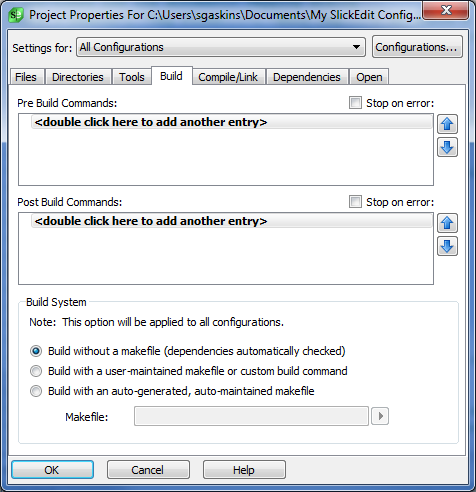 Project Properties For C:\Users\sgaskins\Documents\My SlickEdit Config...
Settings for: All Configurations Configurations...
Files Directories Tools Build Compile/Link Dependencies Open
Pre Build Commands: Stop on error:
<double click here to add another entry>
Post Build Commands: Stop on error:
<double click here to add another entry>
Build System
Note: This option will be applied to all configurations.
Build without a makefile (dependencies automatically checked)
Build with a user-maintained makefile or custom build command
Build with an auto-generated, auto-maintained makefile
Makefile:
OK Cancel Help